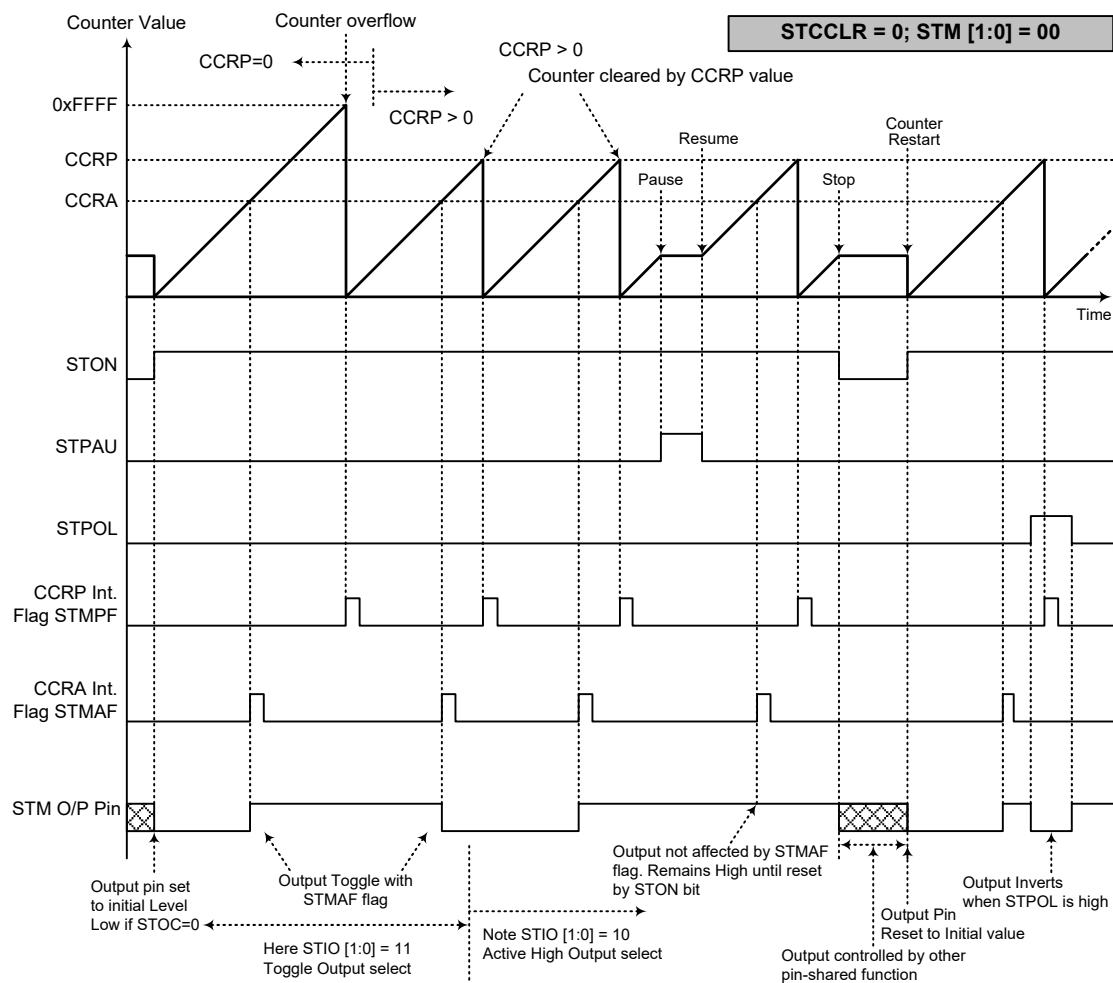 Counter Value
Counter overflow
STCCLR = 0; STM [1:0] = 00
CCRP=0
CCRP > 0
CCRP > 0
Counter cleared by CCRP value
0xFFFF
CCRP
CCRA
Pause
Resume
Stop
Counter
Restart
Time
STON
STPAU
STPOL
CCRP Int.
Flag STMPF
CCRA Int.
Flag STMAF
STM O/P Pin
Output pin set
to initial Level
Low if STOC=0
Output Toggle with
STMAF flag
Here STIO [1:0] = 11
Toggle Output select
Note STIO [1:0] = 10
Active High Output select
Output not affected by STMAF
flag. Remains High until reset
by STON bit
Output controlled by other
pin-shared function
Output Pin
Reset to Initial value
Output Inverts
when STPOL is high